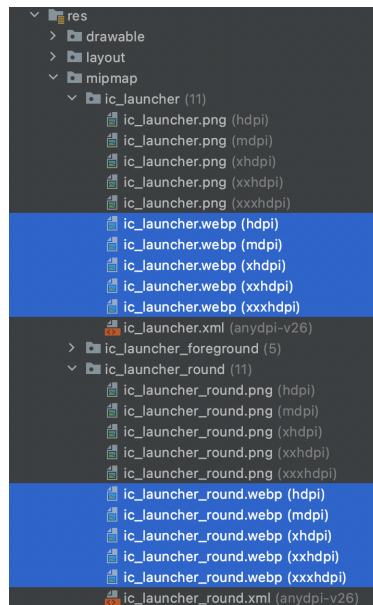 res
drawable
layout
mipmap
ic_launcher (11)
ic_launcher.png (hdpi)
ic_launcher.png (mdpi)
ic_launcher.png (xhdpi)
ic_launcher.png (xxhdpi)
ic_launcher.png (xxxhdpi)
ic_launcher.webp (hdpi)
ic_launcher.webp (mdpi)
ic_launcher.webp (xhdpi)
ic_launcher.webp (xxhdpi)
ic_launcher.webp (xxxhdpi)
ic_launcher.xml (anydpi-v26)
ic_launcher_foreground (5)
ic_launcher_round (11)
ic_launcher_round.png (hdpi)
ic_launcher_round.png (mdpi)
ic_launcher_round.png (xhdpi)
ic_launcher_round.png (xxhdpi)
ic_launcher_round.png (xxxhdpi)
ic_launcher_round.webp (hdpi)
ic_launcher_round.webp (mdpi)
ic_launcher_round.webp (xhdpi)
ic_launcher_round.webp (xxhdpi)
ic_launcher_round.webp (xxxhdpi)
ic_launcher_round.xml (anydpi-v26)